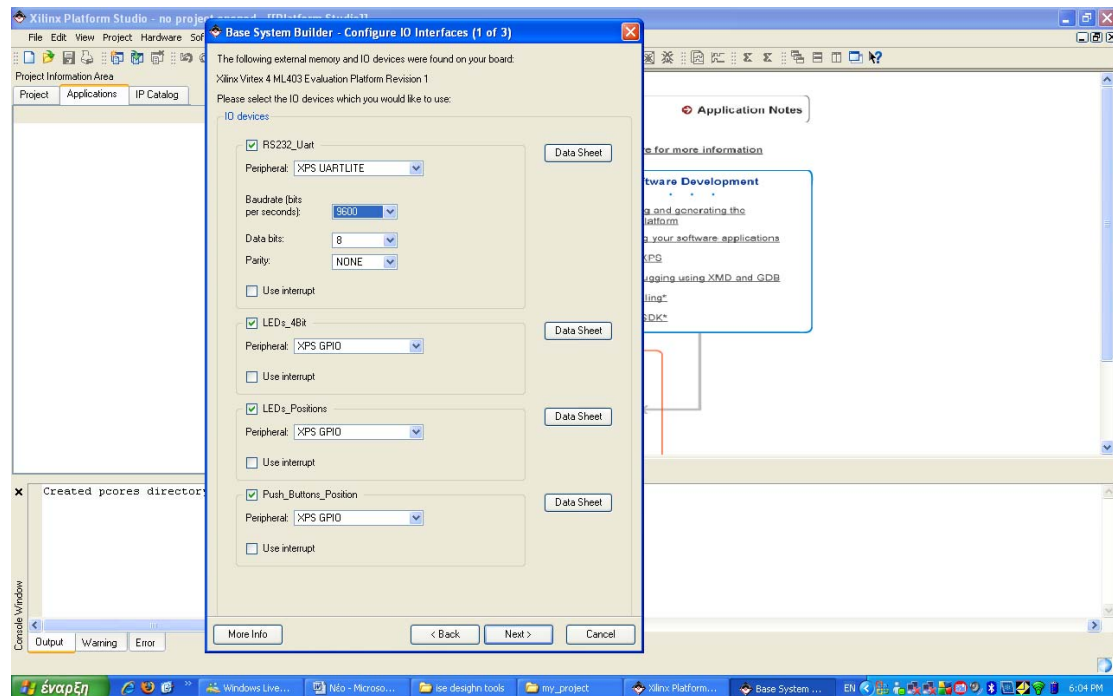 Xilinx Platform Studio - no project opened - [[Platform Studio]]
File Edit View Project Hardware Sof
Project Information Area
Project Applications IP Catalog
Base System Builder - Configure IO Interfaces (1 of 3)
The following external memory and IO devices were found on your board:
Xilinx Virtex 4 ML403 Evaluation Platform Revision 1
Please select the IO devices which you would like to use:
IO devices
RS232_Uart
Data Sheet
Peripheral: XPS UARTLITE
Baudrate (bits
per seconds): 9600
Data bits: 8
Parity: NONE
Use interrupt
LEDs_4Bit
Data Sheet
Peripheral: XPS GPIO
Use interrupt
LEDs_Positions
Data Sheet
Peripheral: XPS GPIO
Use interrupt
Push_Buttons_Position
Data Sheet
Peripheral: XPS GPIO
Use interrupt
More Info < Back Next > Cancel
Application Notes
e for more information
tware Development
g and generating the
latform
g your software applications
XPS
ugging using XMD and GDB
ling*
SDK*
Created pcores directory
Console Window
Output Warning Error
έναρξη Windows Live... Νέο - Microso... ise desighn tools my_project Xilinx Platform... Base System ... EN 6:04 PM